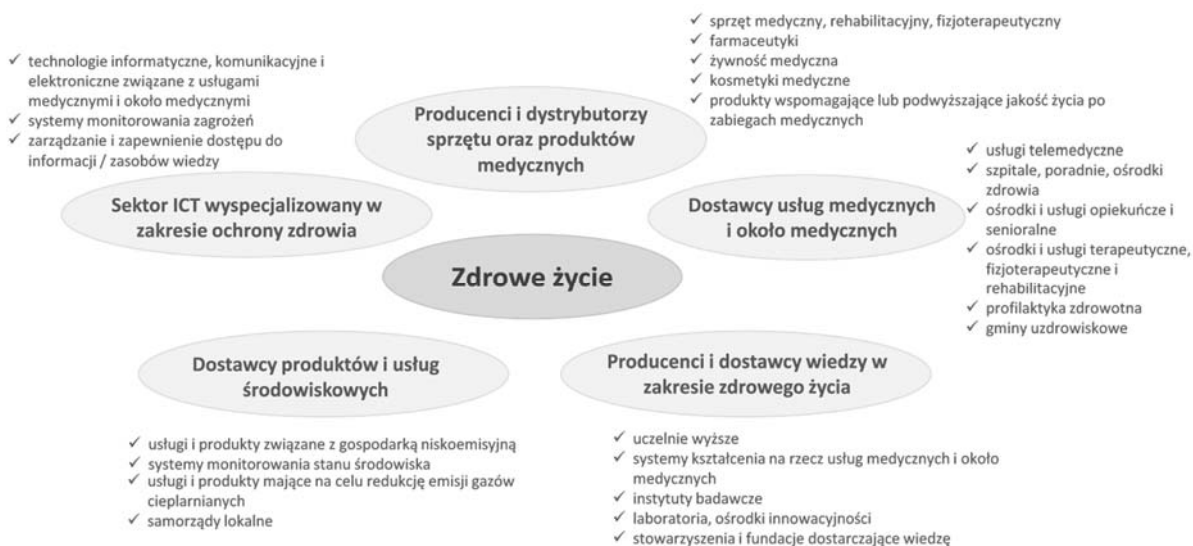 ✓ sprzęt medyczny, rehabilitacyjny, fizjoterapeutyczny
✓ farmaceutyki
✓ żywność medyczna
✓ kosmetyki medyczne
✓ produkty wspomagające lub podwyższające jakość życia po
zabiegach medycznych
✓ technologie informatyczne, komunikacyjne i
elektroniczne związane z usługami
medycznymi i około medycznymi
✓ systemy monitorowania zagrożeń
✓ zarządzanie i zapewnienie dostępu do
informacji / zasobów wiedzy
Producenci i dystrybutorzy
sprzętu oraz produktów
medycznych
Sektor ICT wyspecjalizowany w
zakresie ochrony zdrowia
Dostawcy usług medycznych
i około medycznych
✓ usługi telemedyczne
✓ szpitale, poradnie, ośrodki
zdrowia
✓ ośrodki i usługi opiekuńcze i
senioralne
✓ ośrodki i usługi terapeutyczne,
fizjoterapeutyczne i
rehabilitacyjne
✓ profilaktyka zdrowotna
✓ gminy uzdrowiskowe
Zdrowe życie
Dostawcy produktów i usług
środowiskowych
Producenci i dostawcy wiedzy w
zakresie zdrowego życia
✓ usługi i produkty związane z gospodarką niskoemisyjną
✓ systemy monitorowania stanu środowiska
✓ usługi i produkty mające na celu redukcję emisji gazów
cieplarnianych
✓ samorządy lokalne
✓ uczelnie wyższe
✓ systemy kształcenia na rzecz usług medycznych i około
medycznych
✓ instytuty badawcze
✓ laboratoria, ośrodki innowacyjności
✓ stowarzyszenia i fundacje dostarczające wiedzę